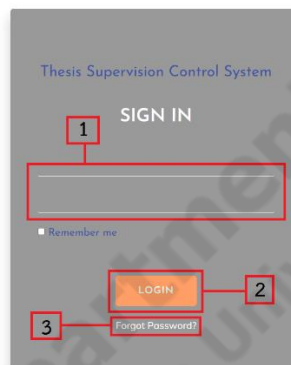 Thesis Supervision Control System
SIGN IN
1
Remember me
LOGIN
2
3
Forgot Password?